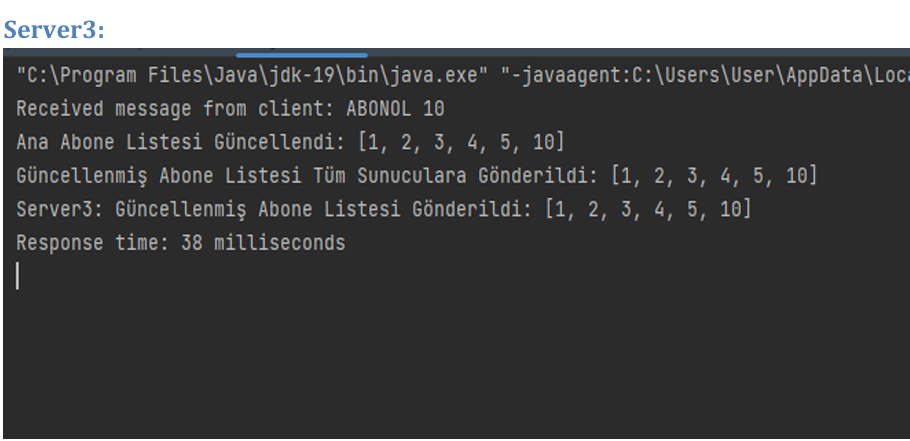 Server3:
"C:\Program Files\Java\jdk-19\bin\java.exe" "-javaagent:C:\Users\User\AppData\
Received message from client: ABONOL 10
Ana Abone Listesi Güncellendi: [1, 2, 3, 4, 5, 10]
Güncellenmiş Abone Listesi Tüm Sunuculara Gönderildi: [1, 2, 3, 4, 5, 10]
Server3: Güncellenmiş Abone Listesi Gönderildi: [1, 2, 3, 4, 5, 10]
Response time: 38 milliseconds